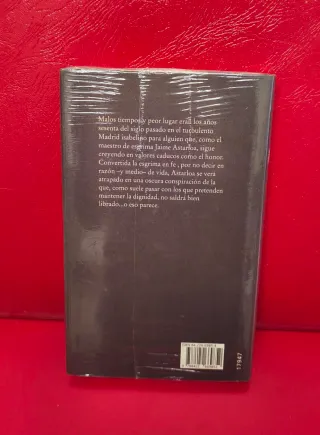 Malos tiempos y peor lugar eran los años
sesenta del siglo pasado en el turbulento
Madrid isabelino para alguien que, como el
maestro de esgrima Jaime Astarloa, sigue
creyendo en valores caducos como el honor.
Convertida la esgrima en fe, por no decir en
razón –y medio– de vida, Astarloa se verá
atrapado en una oscura conspiración de la
que, como suele pasar con los que pretenden
mantener la dignidad, no saldrá bien
librado...o eso parece.
17947